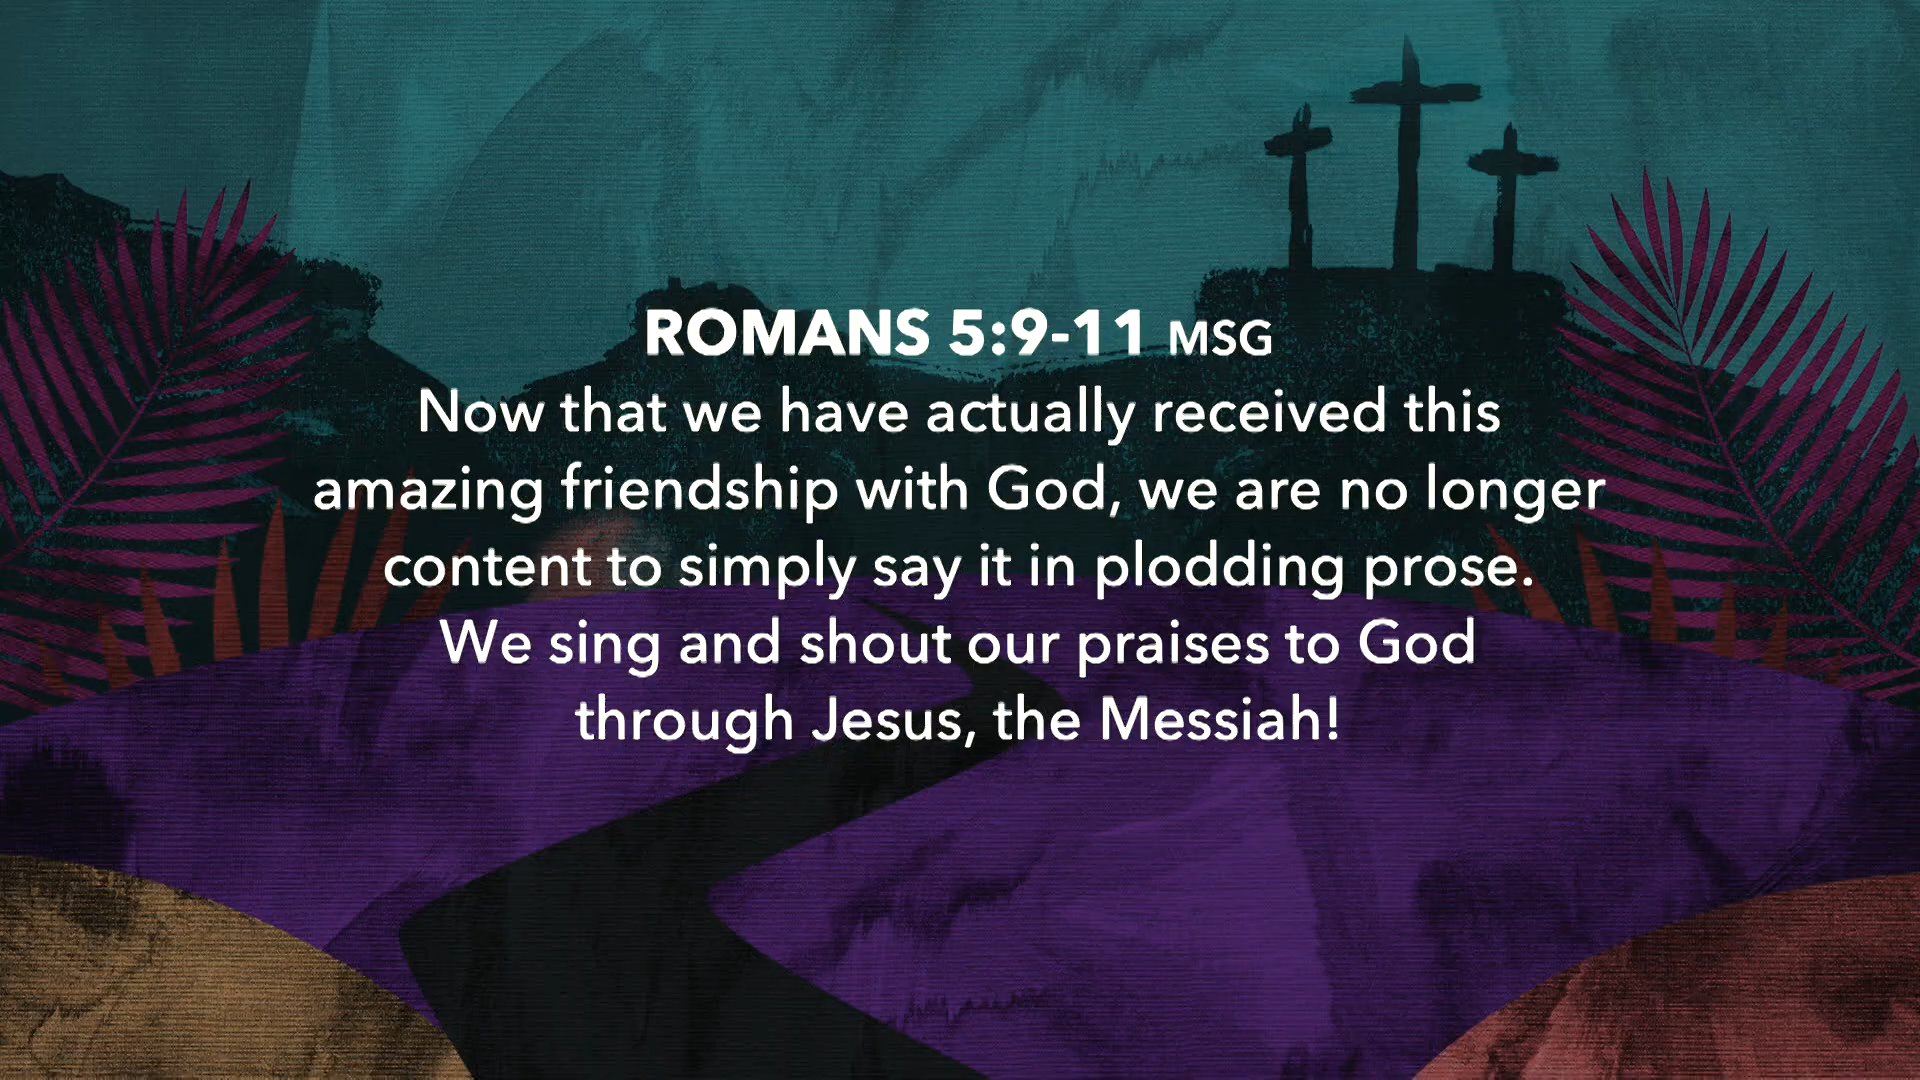 ROMANS 5:9-11 MSG
Now that we have actually received this
amazing friendship with God, we are no longer
content to simply say it in plodding prose.
We sing and shout our praises to God
through Jesus, the Messiah!